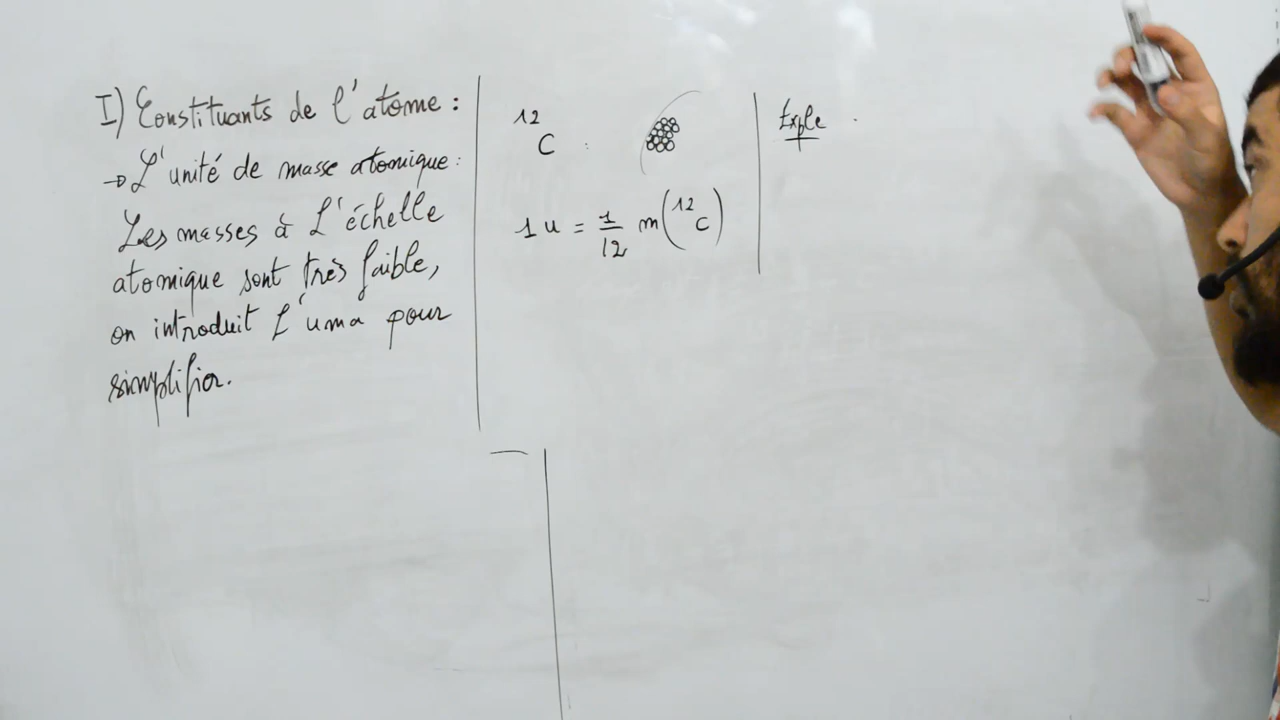 I) Constituants de l'atome :
→ L'unité de masse atomique :
Les masses à L'échelle
atomique sont très faible,
on introduit L'uma pour
simplifier.
12
C :
1 u = 1/12 m(¹²C)
Exple